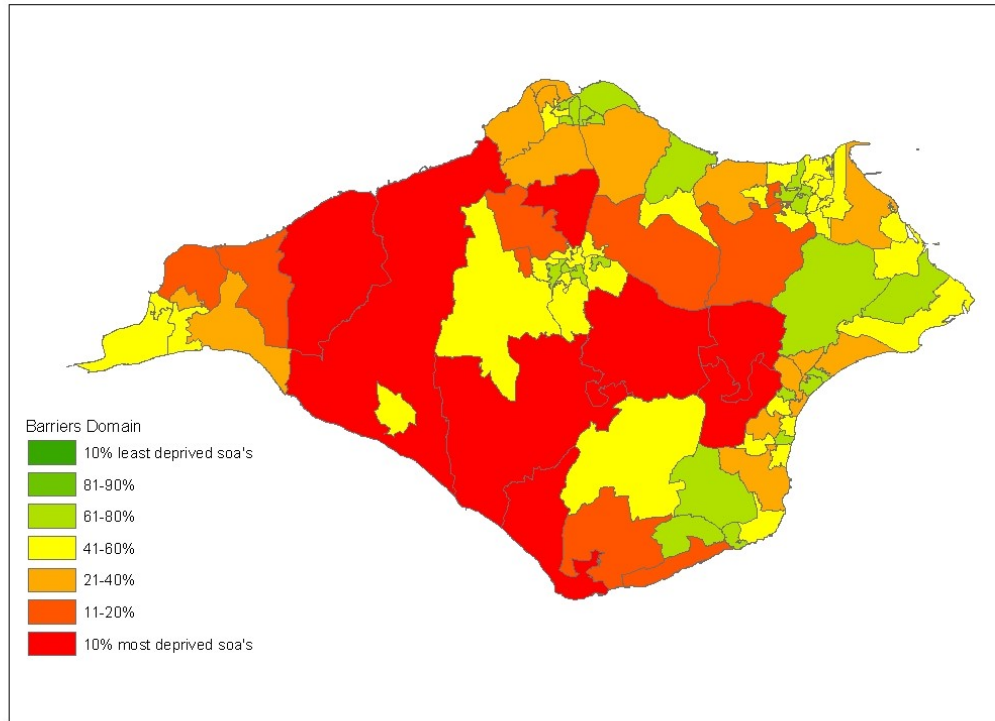 Barriers Domain
10% least deprived soa's
81-90%
61-80%
41-60%
21-40%
11-20%
10% most deprived soa's